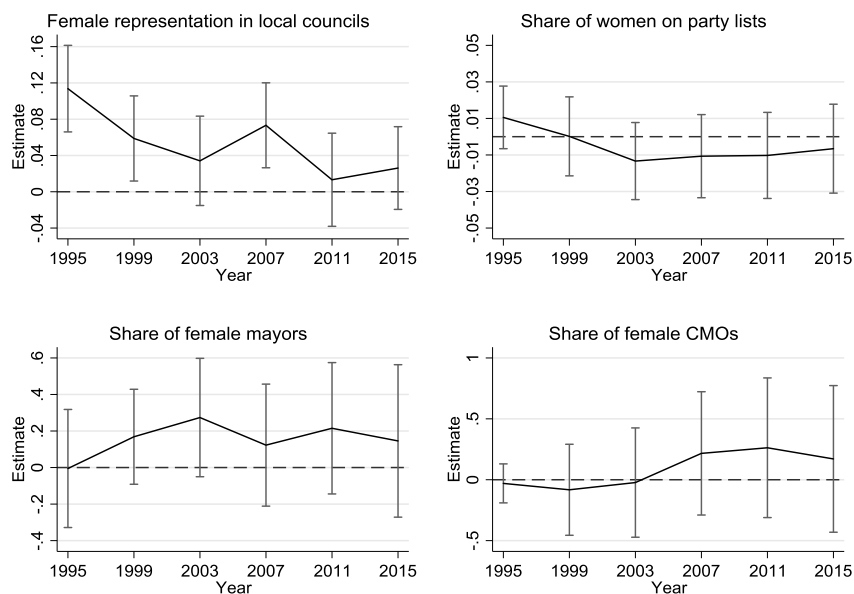 Female representation in local councils
.16
.12
.08
.04
0
-.04
Estimate
1995 1999 2003 2007 2011 2015
Year
Share of women on party lists
.05
.03
.01
-.01
-.03
-.05
Estimate
1995 1999 2003 2007 2011 2015
Year
Share of female mayors
.6
.4
.2
0
-.2
-.4
Estimate
1995 1999 2003 2007 2011 2015
Year
Share of female CMOs
1
.5
0
-.5
Estimate
1995 1999 2003 2007 2011 2015
Year